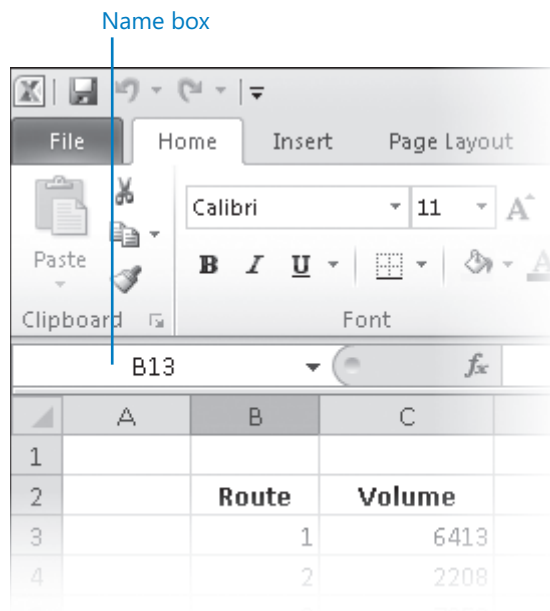 Name box
File Home Insert Page Layout
Calibri 11 A
Paste B I U A
Clipboard Font
B13 fx
A B C
1
2 Route Volume
3 1 6413
4 2 2208